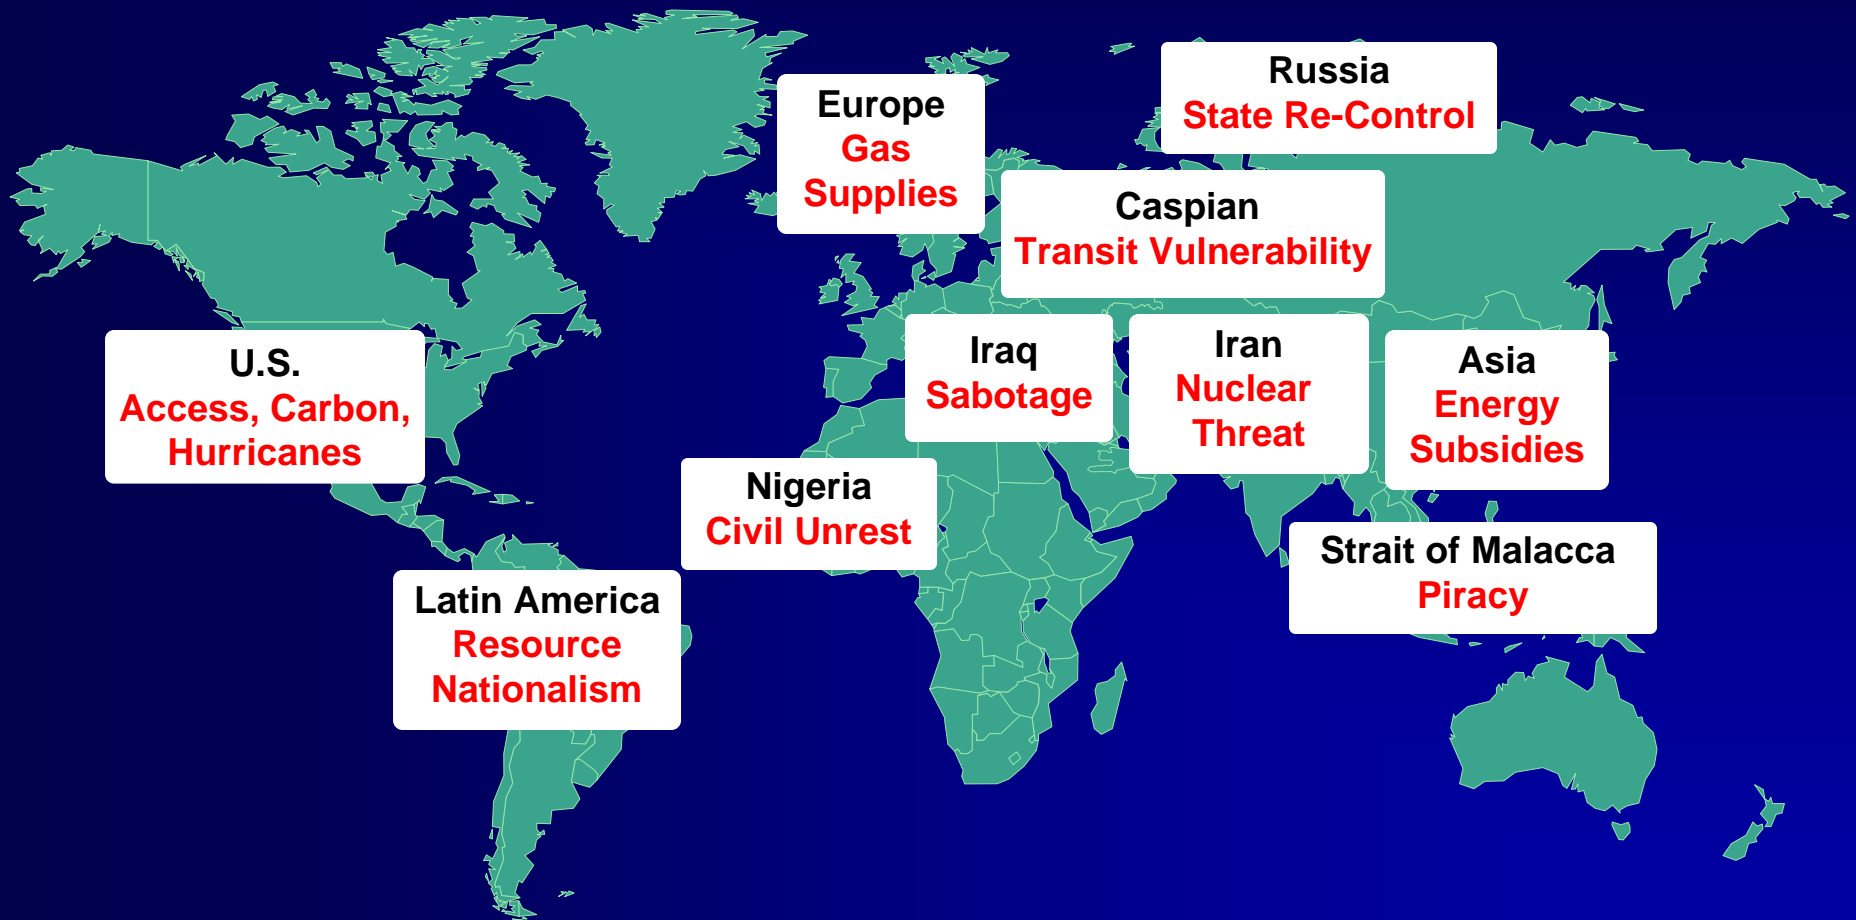 Russia
State Re-Control
Europe
Gas
Supplies
Caspian
Transit Vulnerability
U.S.
Access, Carbon,
Hurricanes
Iraq
Sabotage
Iran
Nuclear
Threat
Asia
Energy
Subsidies
Nigeria
Civil Unrest
Strait of Malacca
Piracy
Latin America
Resource
Nationalism